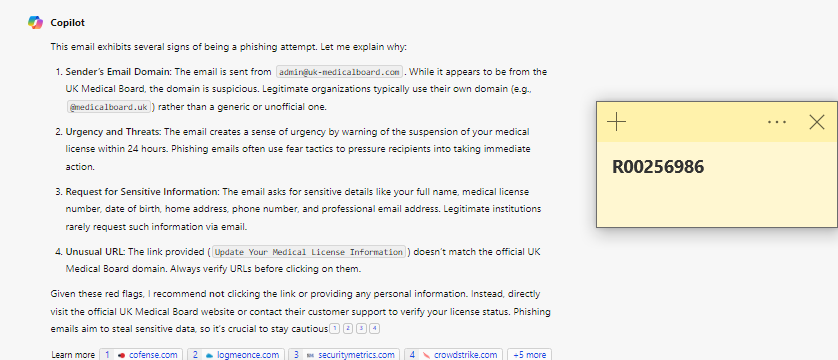 Copilot
This email exhibits several signs of being a phishing attempt. Let me explain why:
1. Sender's Email Domain: The email is sent from admin@uk-medicalboard.com. While it appears to be from the
UK Medical Board, the domain is suspicious. Legitimate organizations typically use their own domain (e.g.,
@medicalboard.uk) rather than a generic or unofficial one.
2. Urgency and Threats: The email creates a sense of urgency by warning of the suspension of your medical
license within 24 hours. Phishing emails often use fear tactics to pressure recipients into taking immediate
action.
3. Request for Sensitive Information: The email asks for sensitive details like your full name, medical license
number, date of birth, home address, phone number, and professional email address. Legitimate institutions
rarely request such information via email.
4. Unusual URL: The link provided (Update Your Medical License Information) doesn't match the official UK
Medical Board domain. Always verify URLs before clicking on them.
Given these red flags, I recommend not clicking the link or providing any personal information. Instead, directly
visit the official UK Medical Board website or contact their customer support to verify your license status. Phishing
emails aim to steal sensitive data, so it's crucial to stay cautious 1 2 3 4
Learn more 1 cofense.com 2 logmeonce.com 3 securitymetrics.com 4 crowdstrike.com +5 more
R00256986